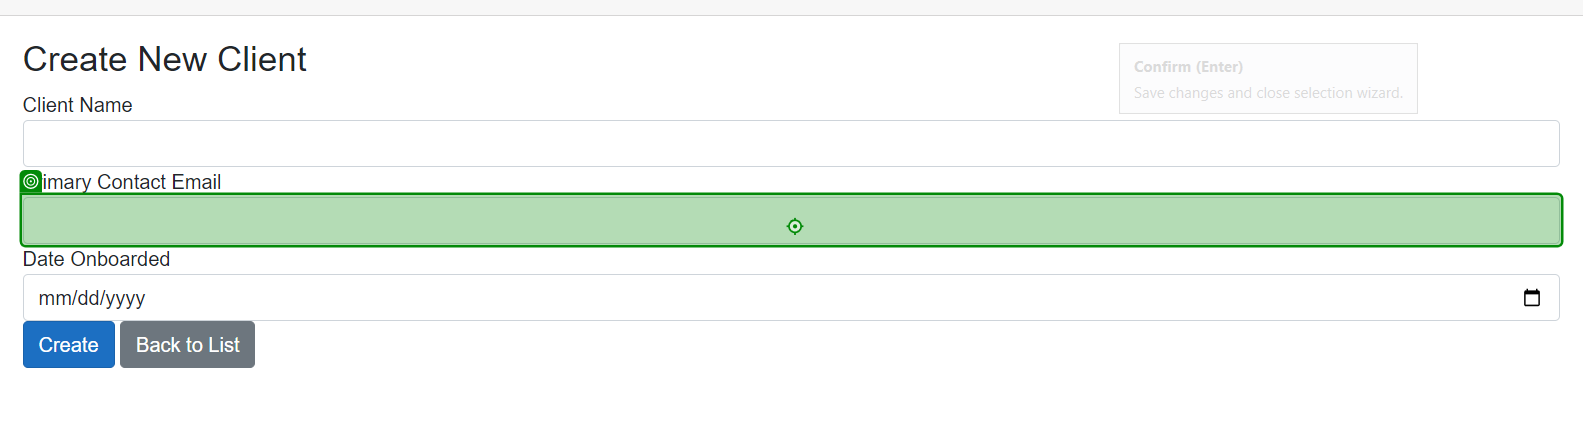 Create New Client
Confirm (Enter)
Save changes and close selection wizard.
Client Name
imary Contact Email
Date Onboarded
mm/dd/yyyy
Create
Back to List